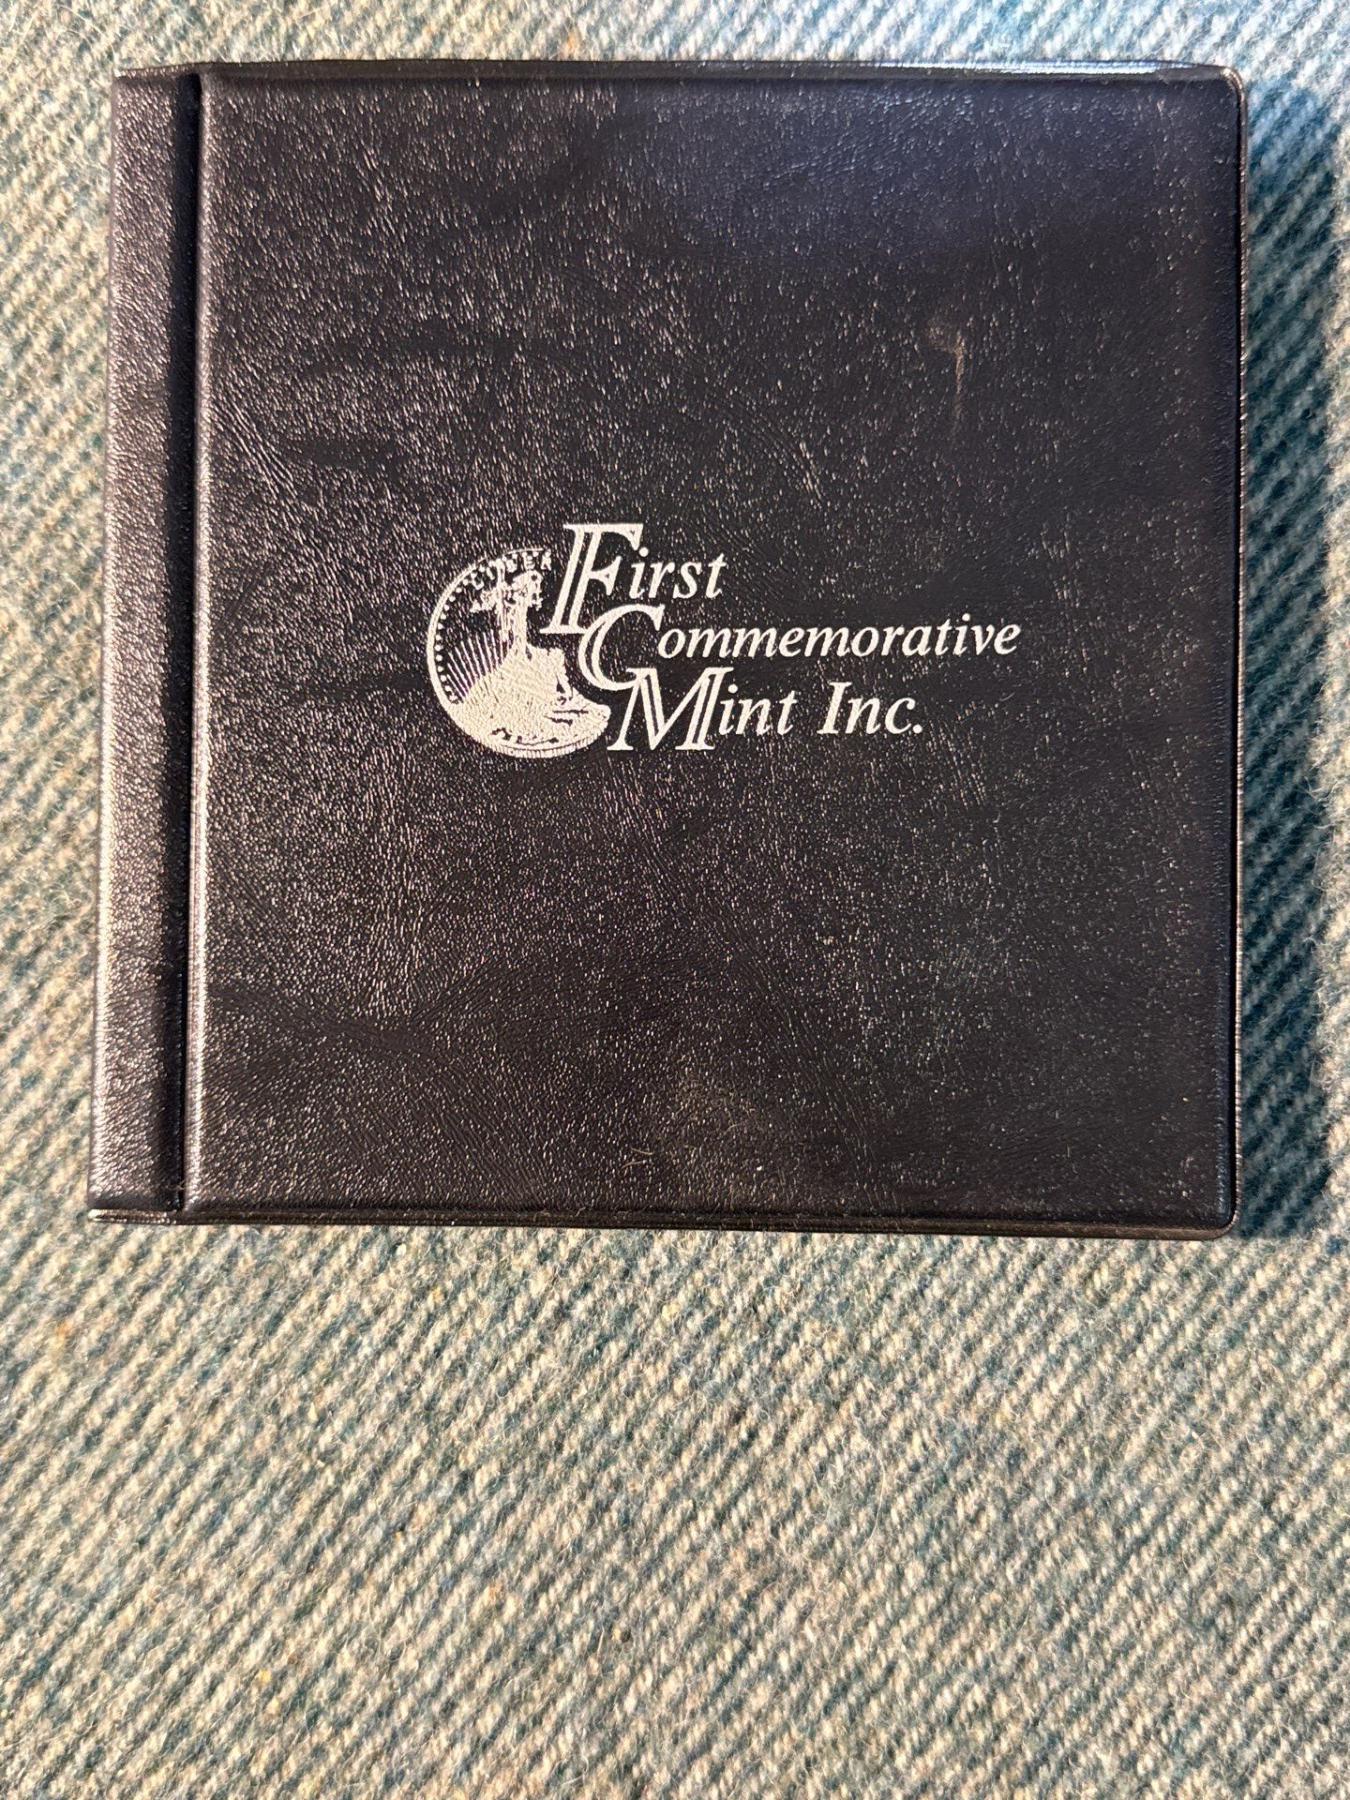 First
Commemorative
Mint Inc.